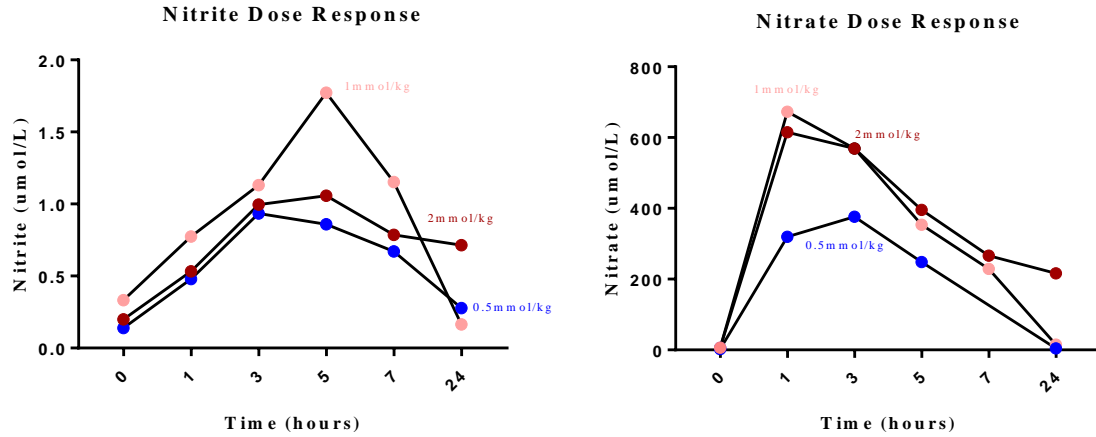 Nitrite Dose Response
2.0
1.5
1.0
0.5
0.0
Nitrite (umol/L)
1mmol/kg
2mmol/kg
0.5mmol/kg
0
1
3
5
7
24
Time (hours)
Nitrate Dose Response
800
600
400
200
0
Nitrate (umol/L)
1mmol/kg
2mmol/kg
0.5mmol/kg
0
1
3
5
7
24
Time (hours)